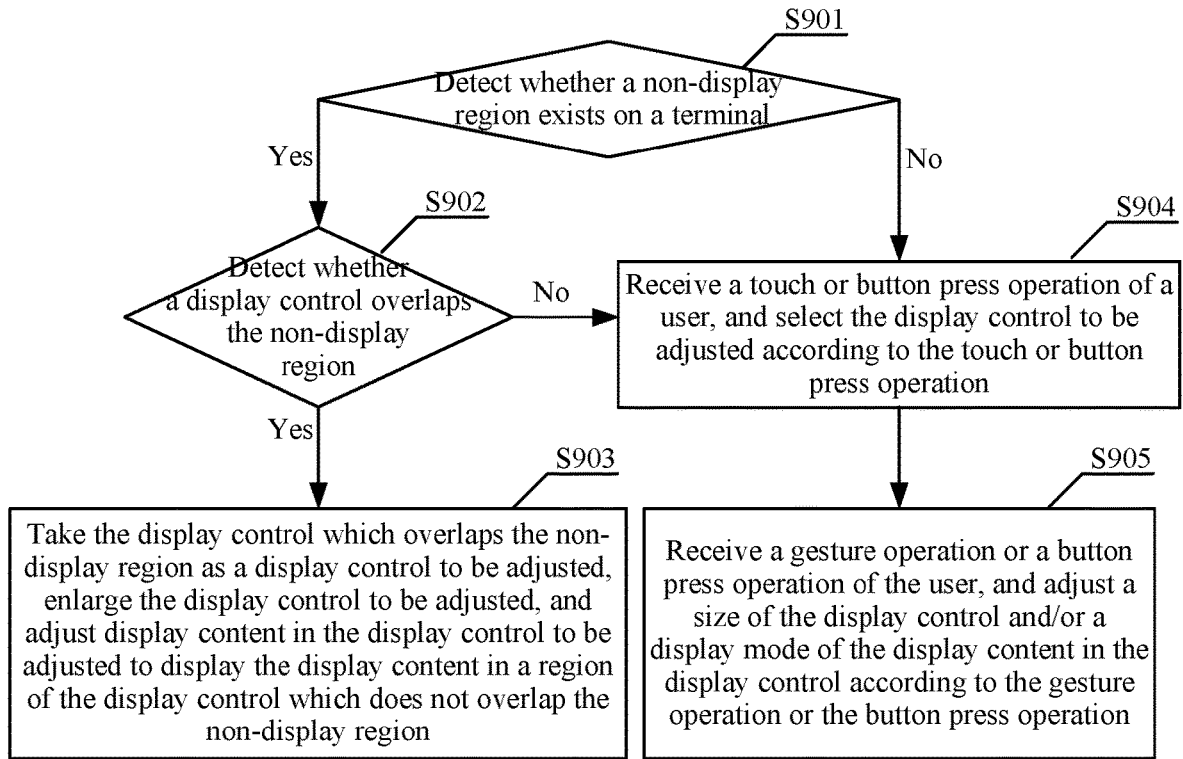 S901
Detect whether a non-display
region exists on a terminal
Yes
No
S902
Detect whether
a display control overlaps
the non-display
region
No
S904
Receive a touch or button press operation of a
user, and select the display control to be
adjusted according to the touch or button
press operation
Yes
S903
Take the display control which overlaps the non-
display region as a display control to be adjusted,
enlarge the display control to be adjusted, and
adjust display content in the display control to be
adjusted to display the display content in a region
of the display control which does not overlap the
non-display region
S905
Receive a gesture operation or a button
press operation of the user, and adjust a
size of the display control and/or a
display mode of the display content in the
display control according to the gesture
operation or the button press operation